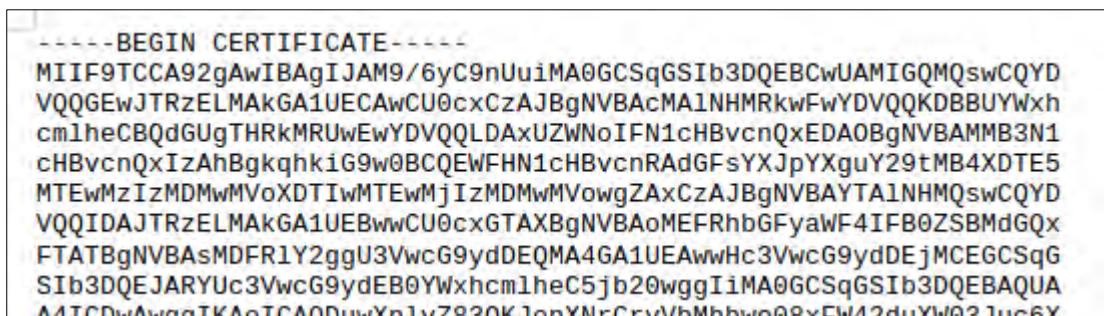 -----BEGIN CERTIFICATE-----
MIIF9TCCA92gAwIBAgIJAM9/6yC9nUuiMA0GCSqGSIb3DQEBCwUAMIGQMQswCQYD
VQQGEwJTRzELMAkGA1UECAwCU0cxCzAJBgNVBAcMAlNHMRkwFwYDVQQKDBBUYWxh
cmlheCBQdGUgTHRkMRUwEwYDVQQLDAxUZWNoIFN1cHBvcnQxEDAOBgNVBAMMB3N1
cHBvcnQxIzAhBgkqhkiG9w0BCQEWFHN1cHBvcnRAdGFsYXJpYXguY29tMB4XDTE5
MTEwMzIzMDMwMVoXDTIwMTEwMjIzMDMwMVowgZAxCzAJBgNVBAYTAlNHMQswCQYD
VQQIDAJTRzELMAkGA1UEBwwCU0cxGTAXBgNVBAoMEFRhbGFyaWF4IFB0ZSBMdGQx
FTATBgNVBAsMDFRlY2ggU3VwcG9ydDEQMA4GA1UEAwwHc3VwcG9ydDEjMCEGCSqG
SIb3DQEJARYUc3VwcG9ydEB0YWxhcmlheC5jb20wggIiMA0GCSqGSIb3DQEBAQUA